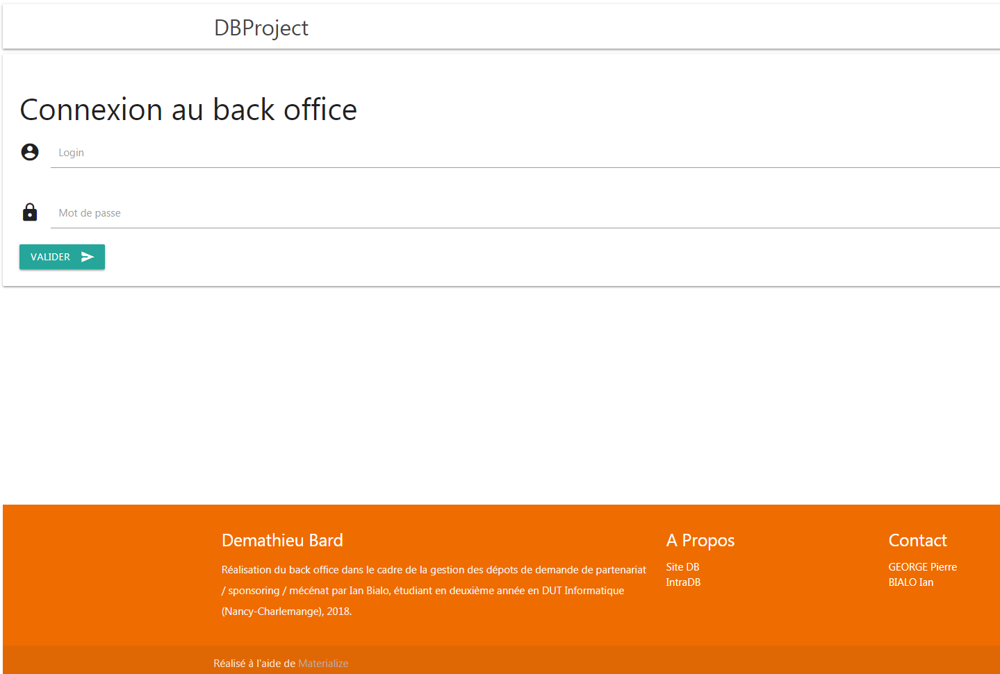 DBProject
Connexion au back office
Login
Mot de passe
VALIDER
Demathieu Bard
Réalisation du back office dans le cadre de la gestion des dépots de demande de partenariat
/ sponsoring / mécénat par Ian Bialo, étudiant en deuxième année en DUT Informatique
(Nancy-Charlemange), 2018.
A Propos
Site DB
IntraDB
Contact
GEORGE Pierre
BIALO Ian
Réalisé à l'aide de Materialize